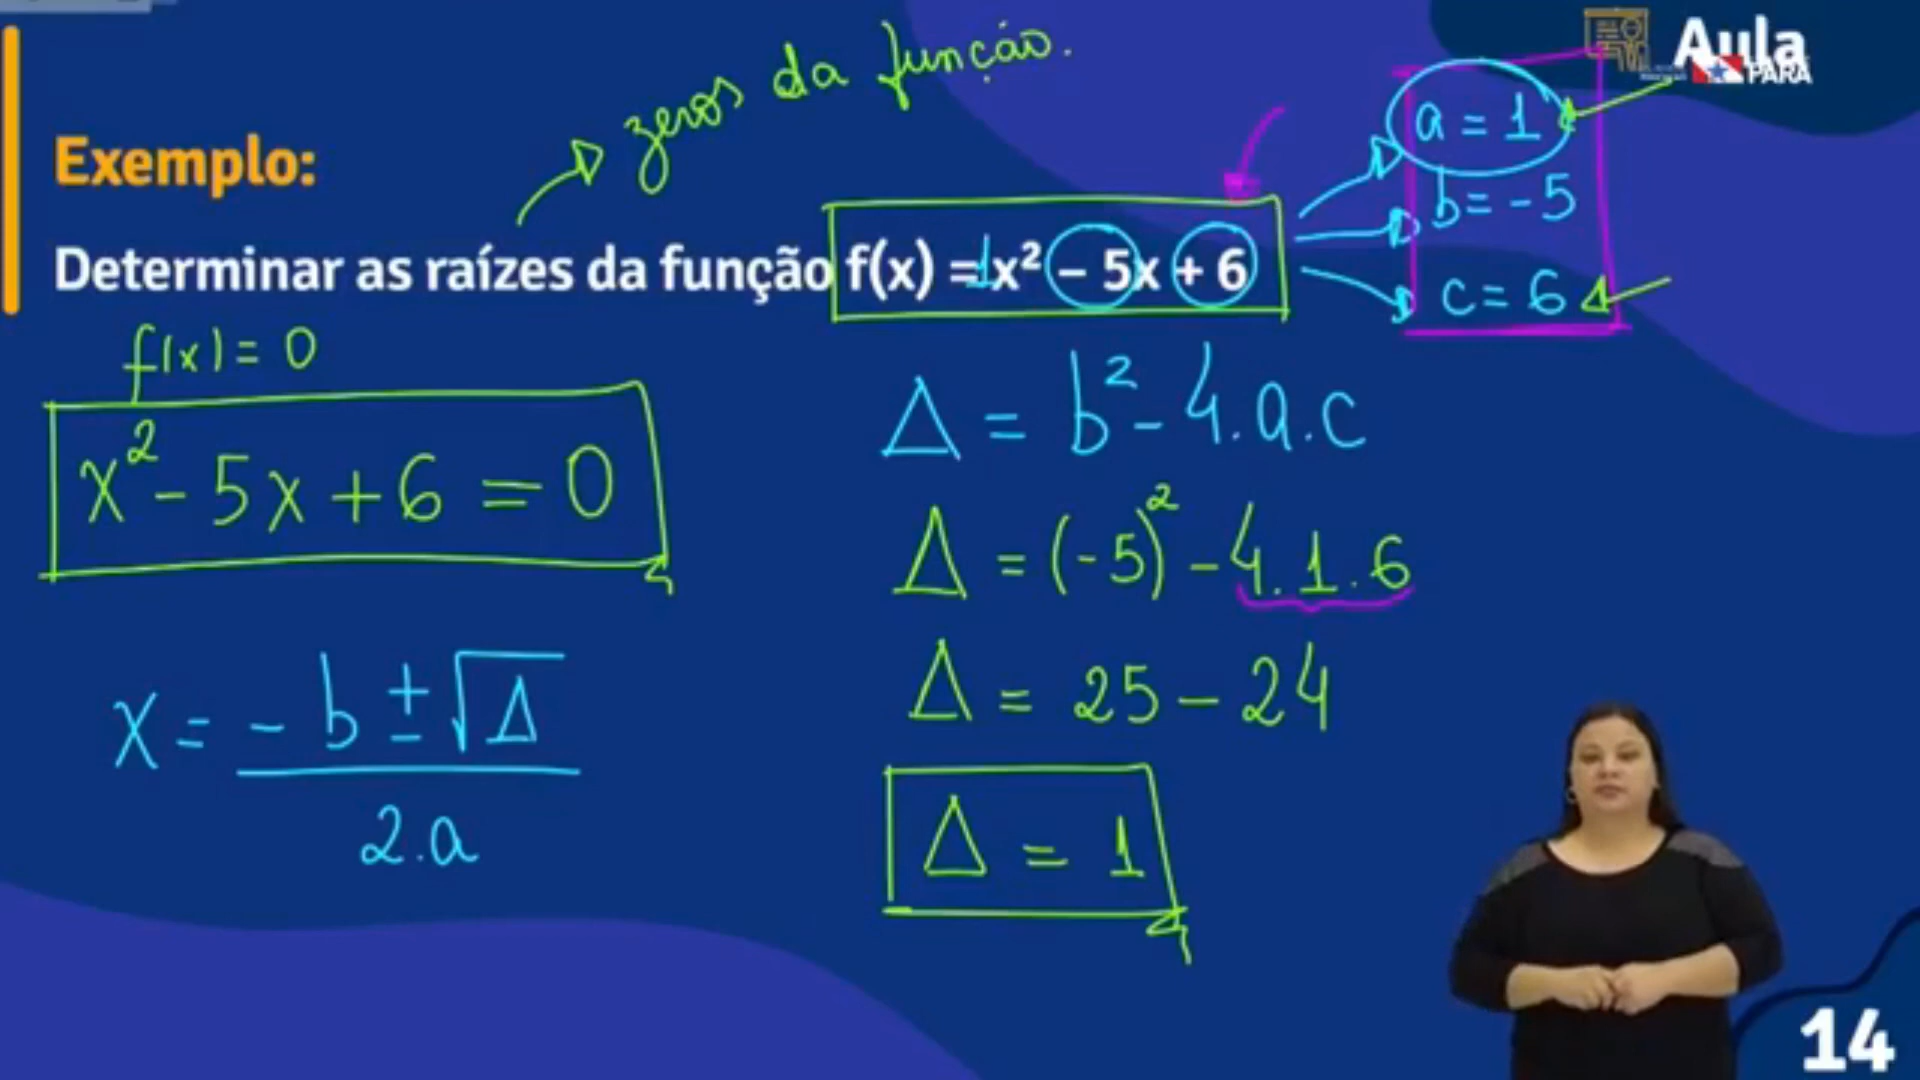 Aula
PARÁ
zeros da função.
Exemplo:
Determinar as raízes da função f(x) = 1x² – 5x + 6
a = 1
b = -5
c = 6
f(x) = 0
x² - 5x + 6 = 0
x = -b ± √Δ
2.a
Δ = b² - 4.a.c
Δ = (-5)² - 4.1.6
Δ = 25 - 24
Δ = 1
14